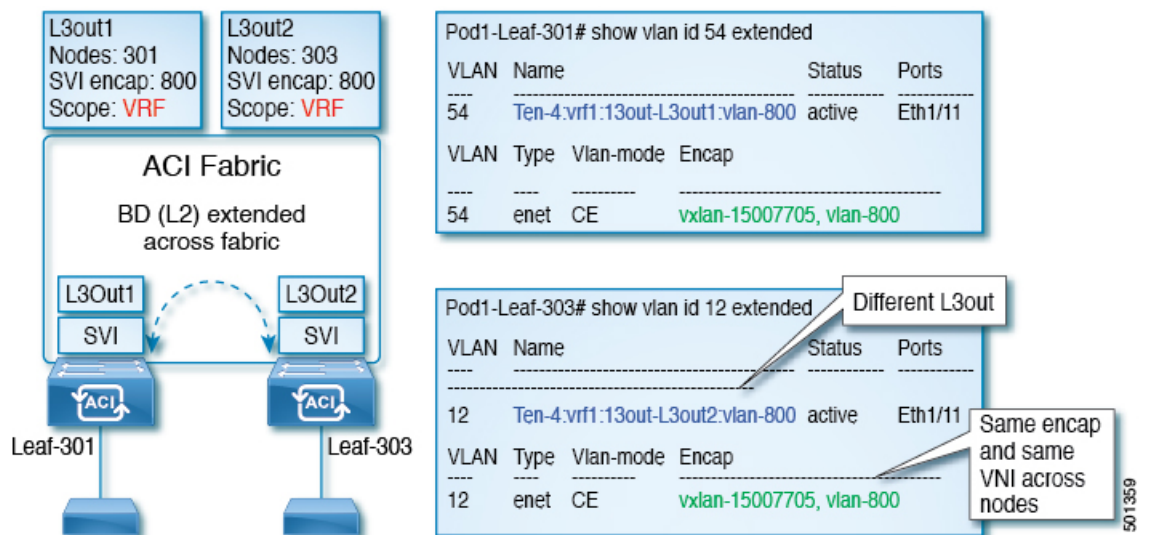 L3out1
Nodes: 301
SVI encap: 800
Scope: VRF
L3out2
Nodes: 303
SVI encap: 800
Scope: VRF
ACI Fabric
BD (L2) extended
across fabric
L3Out1
SVI
L3Out2
SVI
ACI
ACI
Leaf-301
Leaf-303
Pod1-Leaf-301# show vlan id 54 extended
VLAN Name Status Ports
---- -------------------------------- ------------ ------------
54 Ten-4:vrf1:13out-L3out1:vlan-800 active Eth1/11
VLAN Type Vlan-mode Encap
---- ---- ---------- -------------------------------
54 enet CE vxlan-15007705, vlan-800
Pod1-Leaf-303# show vlan id 12 extended
Different L3out
VLAN Name Status Ports
---- -------------------------------- ------------ ------------
-------------------------------------
12 Ten-4:vrf1:13out-L3out2:vlan-800 active Eth1/11
VLAN Type Vlan-mode Encap
---- ---- ---------- -------------------------------
12 enet CE vxlan-15007705, vlan-800
Same encap
and same
VNI across
nodes
501359